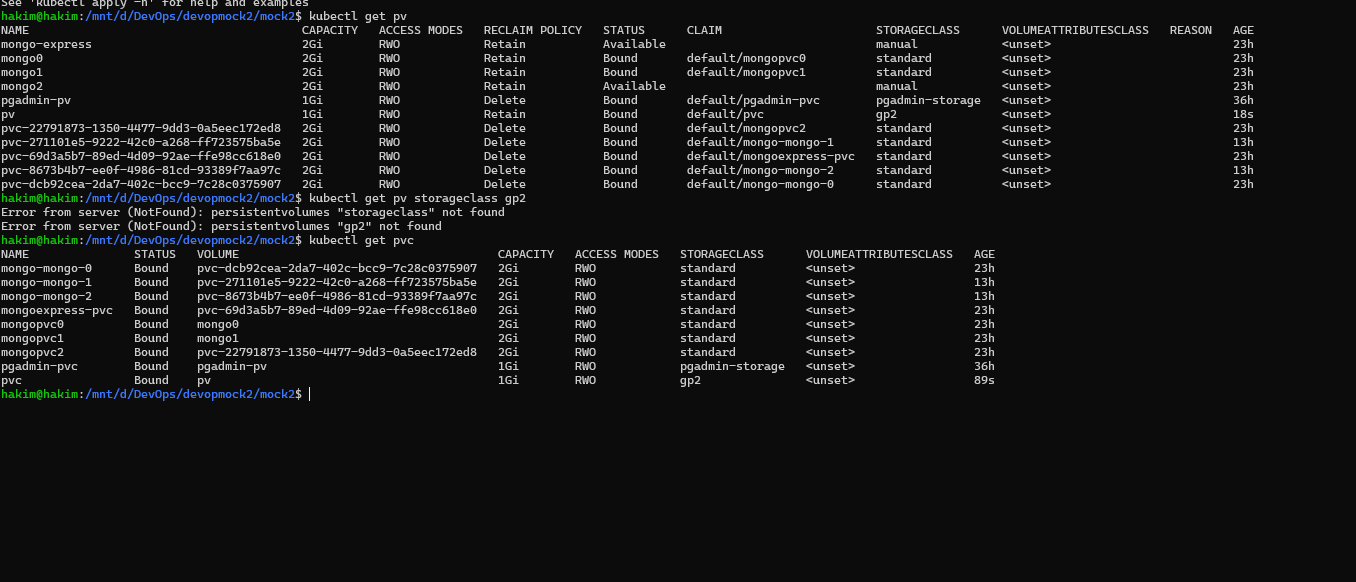 See 'kubectl apply -h' for help and examples
hakim@hakim:/mnt/d/DevOps/devopmock2/mock2$ kubectl get pv
NAME CAPACITY ACCESS MODES RECLAIM POLICY STATUS CLAIM STORAGECLASS VOLUMEATTRIBUTESCLASS REASON AGE
mongo-express 2Gi RWO Retain Available manual <unset> 23h
mongo0 2Gi RWO Retain Bound default/mongopvc0 standard <unset> 23h
mongo1 2Gi RWO Retain Bound default/mongopvc1 standard <unset> 23h
mongo2 2Gi RWO Retain Available manual <unset> 23h
pgadmin-pv 1Gi RWO Delete Bound default/pgadmin-pvc pgadmin-storage <unset> 36h
pv 1Gi RWO Retain Bound default/pvc gp2 <unset> 18s
pvc-22791873-1350-4477-9dd3-0a5eec172ed8 2Gi RWO Delete Bound default/mongopvc2 standard <unset> 23h
pvc-271101e5-9222-42c0-a268-ff723575ba5e 2Gi RWO Delete Bound default/mongo-mongo-1 standard <unset> 13h
pvc-69d3a5b7-89ed-4d09-92ae-ffe98cc618e0 2Gi RWO Delete Bound default/mongoexpress-pvc standard <unset> 23h
pvc-8673b4b7-ee0f-4986-81cd-93389f7aa97c 2Gi RWO Delete Bound default/mongo-mongo-2 standard <unset> 13h
pvc-dcb92cea-2da7-402c-bcc9-7c28c0375907 2Gi RWO Delete Bound default/mongo-mongo-0 standard <unset> 23h
hakim@hakim:/mnt/d/DevOps/devopmock2/mock2$ kubectl get pv storageclass gp2
Error from server (NotFound): persistentvolumes "storageclass" not found
Error from server (NotFound): persistentvolumes "gp2" not found
hakim@hakim:/mnt/d/DevOps/devopmock2/mock2$ kubectl get pvc
NAME STATUS VOLUME CAPACITY ACCESS MODES STORAGECLASS VOLUMEATTRIBUTESCLASS AGE
mongo-mongo-0 Bound pvc-dcb92cea-2da7-402c-bcc9-7c28c0375907 2Gi RWO standard <unset> 23h
mongo-mongo-1 Bound pvc-271101e5-9222-42c0-a268-ff723575ba5e 2Gi RWO standard <unset> 13h
mongo-mongo-2 Bound pvc-8673b4b7-ee0f-4986-81cd-93389f7aa97c 2Gi RWO standard <unset> 13h
mongoexpress-pvc Bound pvc-69d3a5b7-89ed-4d09-92ae-ffe98cc618e0 2Gi RWO standard <unset> 23h
mongopvc0 Bound mongo0 2Gi RWO standard <unset> 23h
mongopvc1 Bound mongo1 2Gi RWO standard <unset> 23h
mongopvc2 Bound pvc-22791873-1350-4477-9dd3-0a5eec172ed8 2Gi RWO standard <unset> 23h
pgadmin-pvc Bound pgadmin-pv 1Gi RWO pgadmin-storage <unset> 36h
pvc Bound pv 1Gi RWO gp2 <unset> 89s
hakim@hakim:/mnt/d/DevOps/devopmock2/mock2$